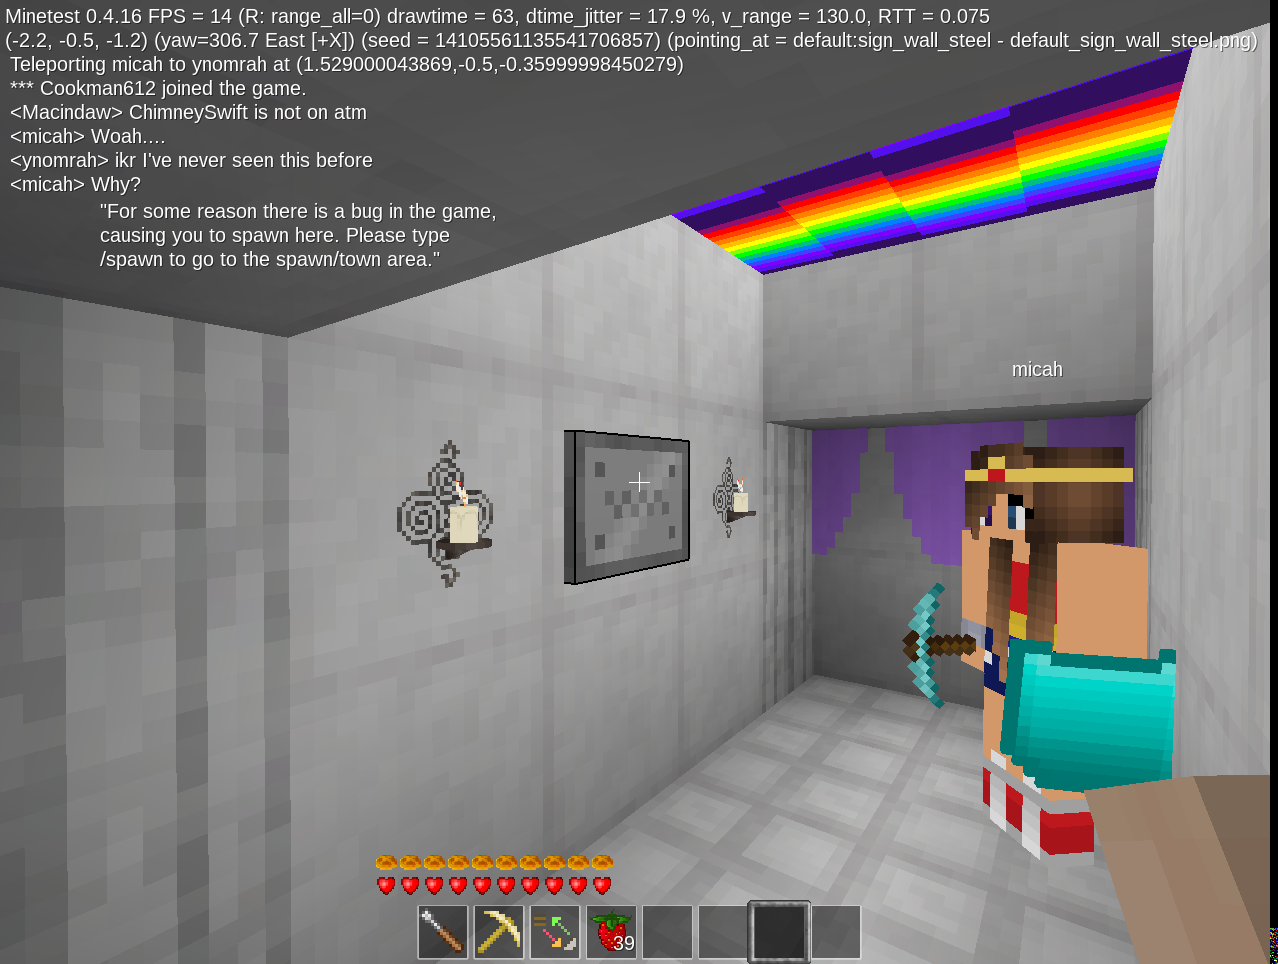 Minetest 0.4.16 FPS = 14 (R: range_all=0) drawtime = 63, dtime_jitter = 17.9 %, v_range = 130.0, RTT = 0.075
(-2.2, -0.5, -1.2) (yaw=306.7 East [+X]) (seed = 14105561135541706857) (pointing_at = default:sign_wall_steel - default_sign_wall_steel.png)
Teleporting micah to ynomrah at (1.529000043869,-0.5,-0.35999998450279)
*** Cookman612 joined the game.
<Macindaw> ChimneySwift is not on atm
<micah> Woah....
<ynomrah> ikr I've never seen this before
<micah> Why?
"For some reason there is a bug in the game,
causing you to spawn here. Please type
/spawn to go to the spawn/town area."
micah
39